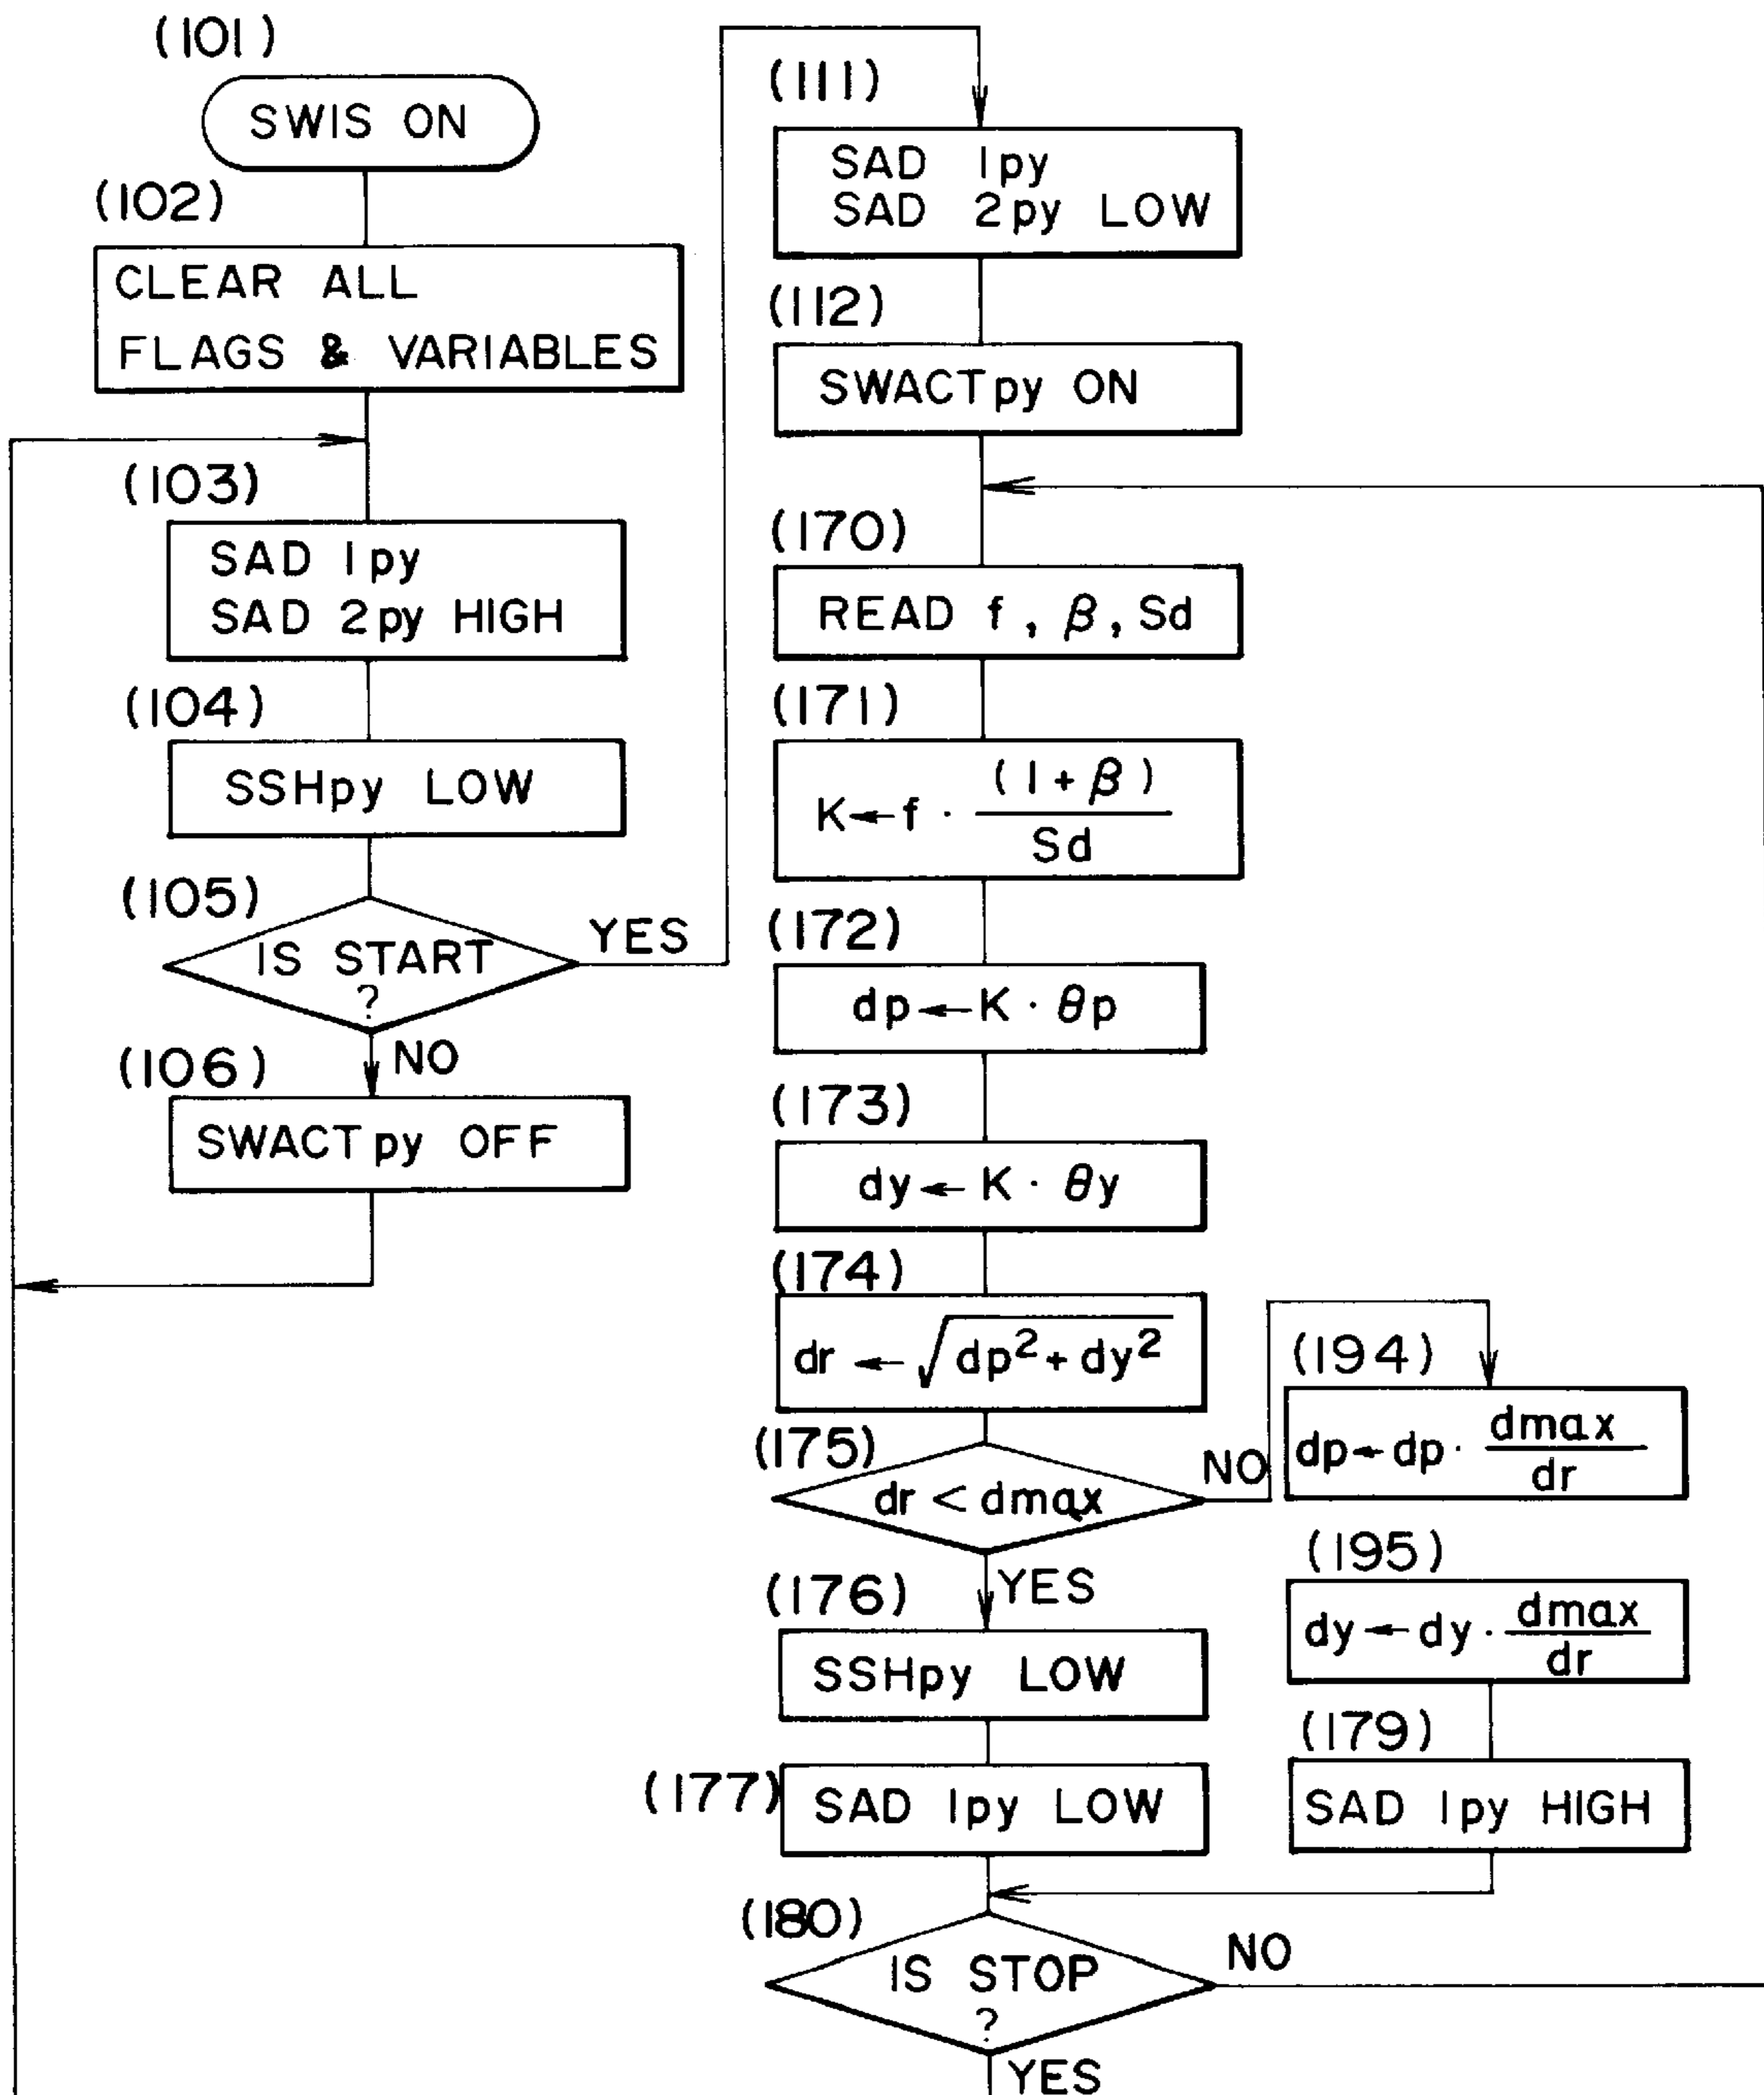 (101)
SWIS ON
(102)
CLEAR ALL
FLAGS & VARIABLES
(103)
SAD 1py
SAD 2py HIGH
(104)
SSHpy LOW
(105)
IS START
?
YES
NO
(106)
SWACTpy OFF
(111)
SAD 1py
SAD 2py LOW
(112)
SWACTpy ON
(170)
READ f, β, Sd
(171)
K←f · (1+β)
Sd
(172)
dp←K · θp
(173)
dy←K · θy
(174)
dr ← √dp²+dy²
(175)
dr < dmax
NO
YES
(176)
SSHpy LOW
(177)
SAD 1py LOW
(194)
dp←dp · dmax
dr
(195)
dy←dy · dmax
dr
(179)
SAD 1py HIGH
(180)
IS STOP
?
NO
YES